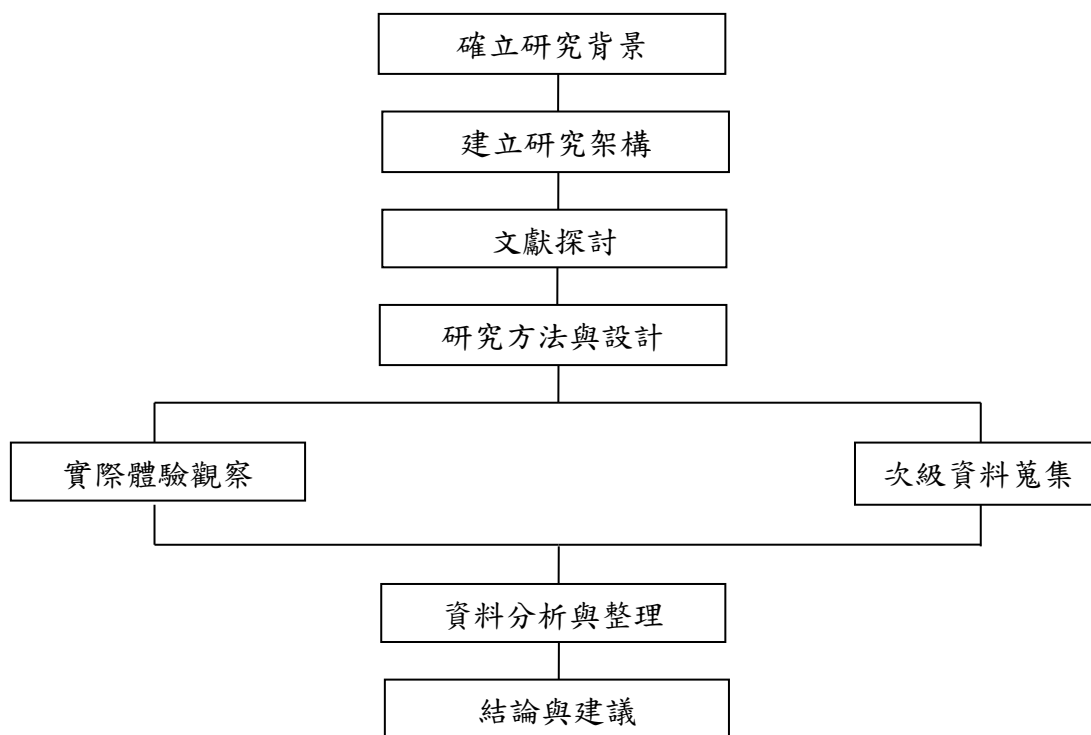 確立研究背景
建立研究架構
文獻探討
研究方法與設計
實際體驗觀察
次級資料蒐集
資料分析與整理
結論與建議